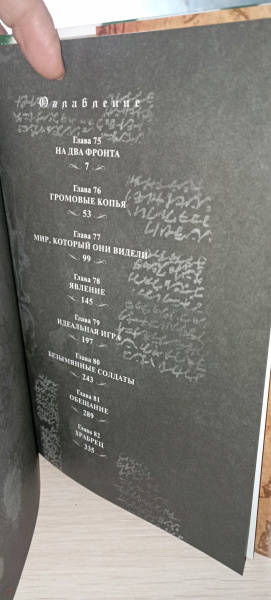 Оглавление
Глава 75
НА ДВА ФРОНТА
7
Глава 76
ГРОМОВЫЕ КОПЬЯ
53
Глава 77
МИР, КОТОРЫЙ ОНИ ВИДЕЛИ
99
Глава 78
ЯВЛЕНИЕ
145
Глава 79
ИДЕАЛЬНАЯ ИГРА
197
Глава 80
БЕЗЫМЯННЫЕ СОЛДАТЫ
243
Глава 81
ОБЕЩАНИЕ
289
Глава 82
ХРАБРЕЦ
335